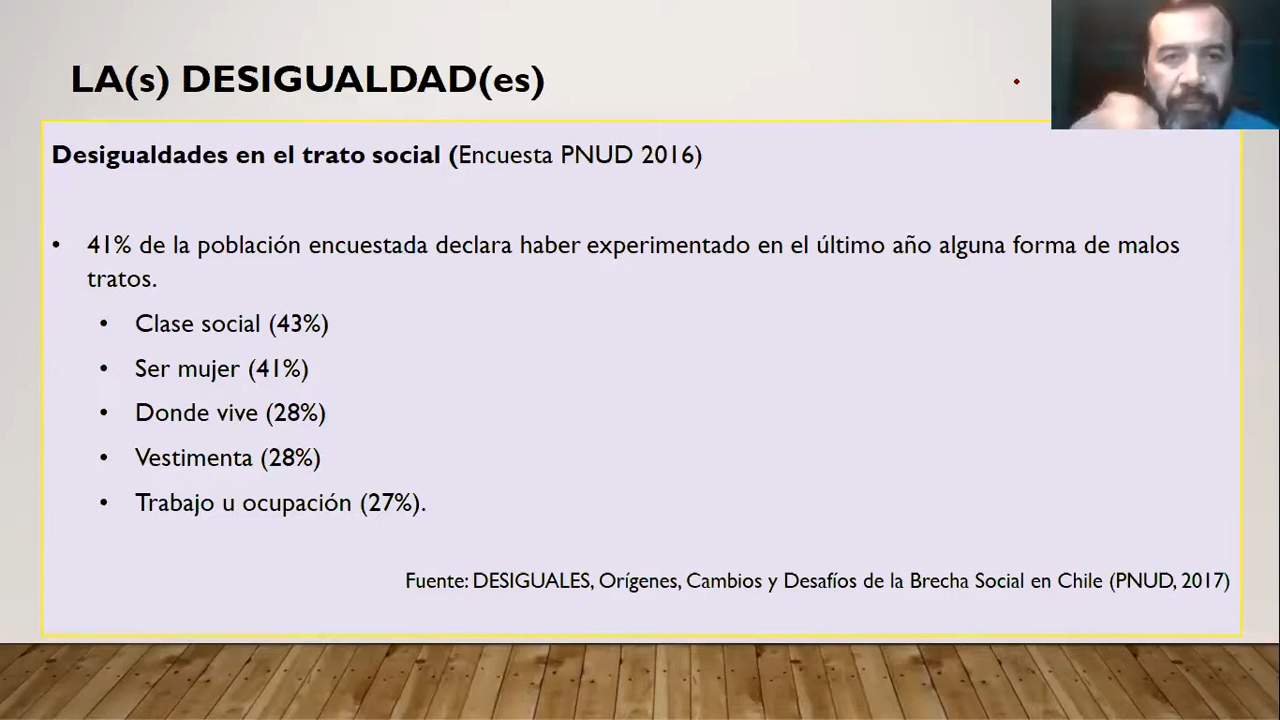 LA(s) DESIGUALDAD(es)
Desigualdades en el trato social (Encuesta PNUD 2016)
• 41% de la población encuestada declara haber experimentado en el último año alguna forma de malos
tratos.
• Clase social (43%)
• Ser mujer (41%)
• Donde vive (28%)
• Vestimenta (28%)
• Trabajo u ocupación (27%).
Fuente: DESIGUALES, Orígenes, Cambios y Desafíos de la Brecha Social en Chile (PNUD, 2017)